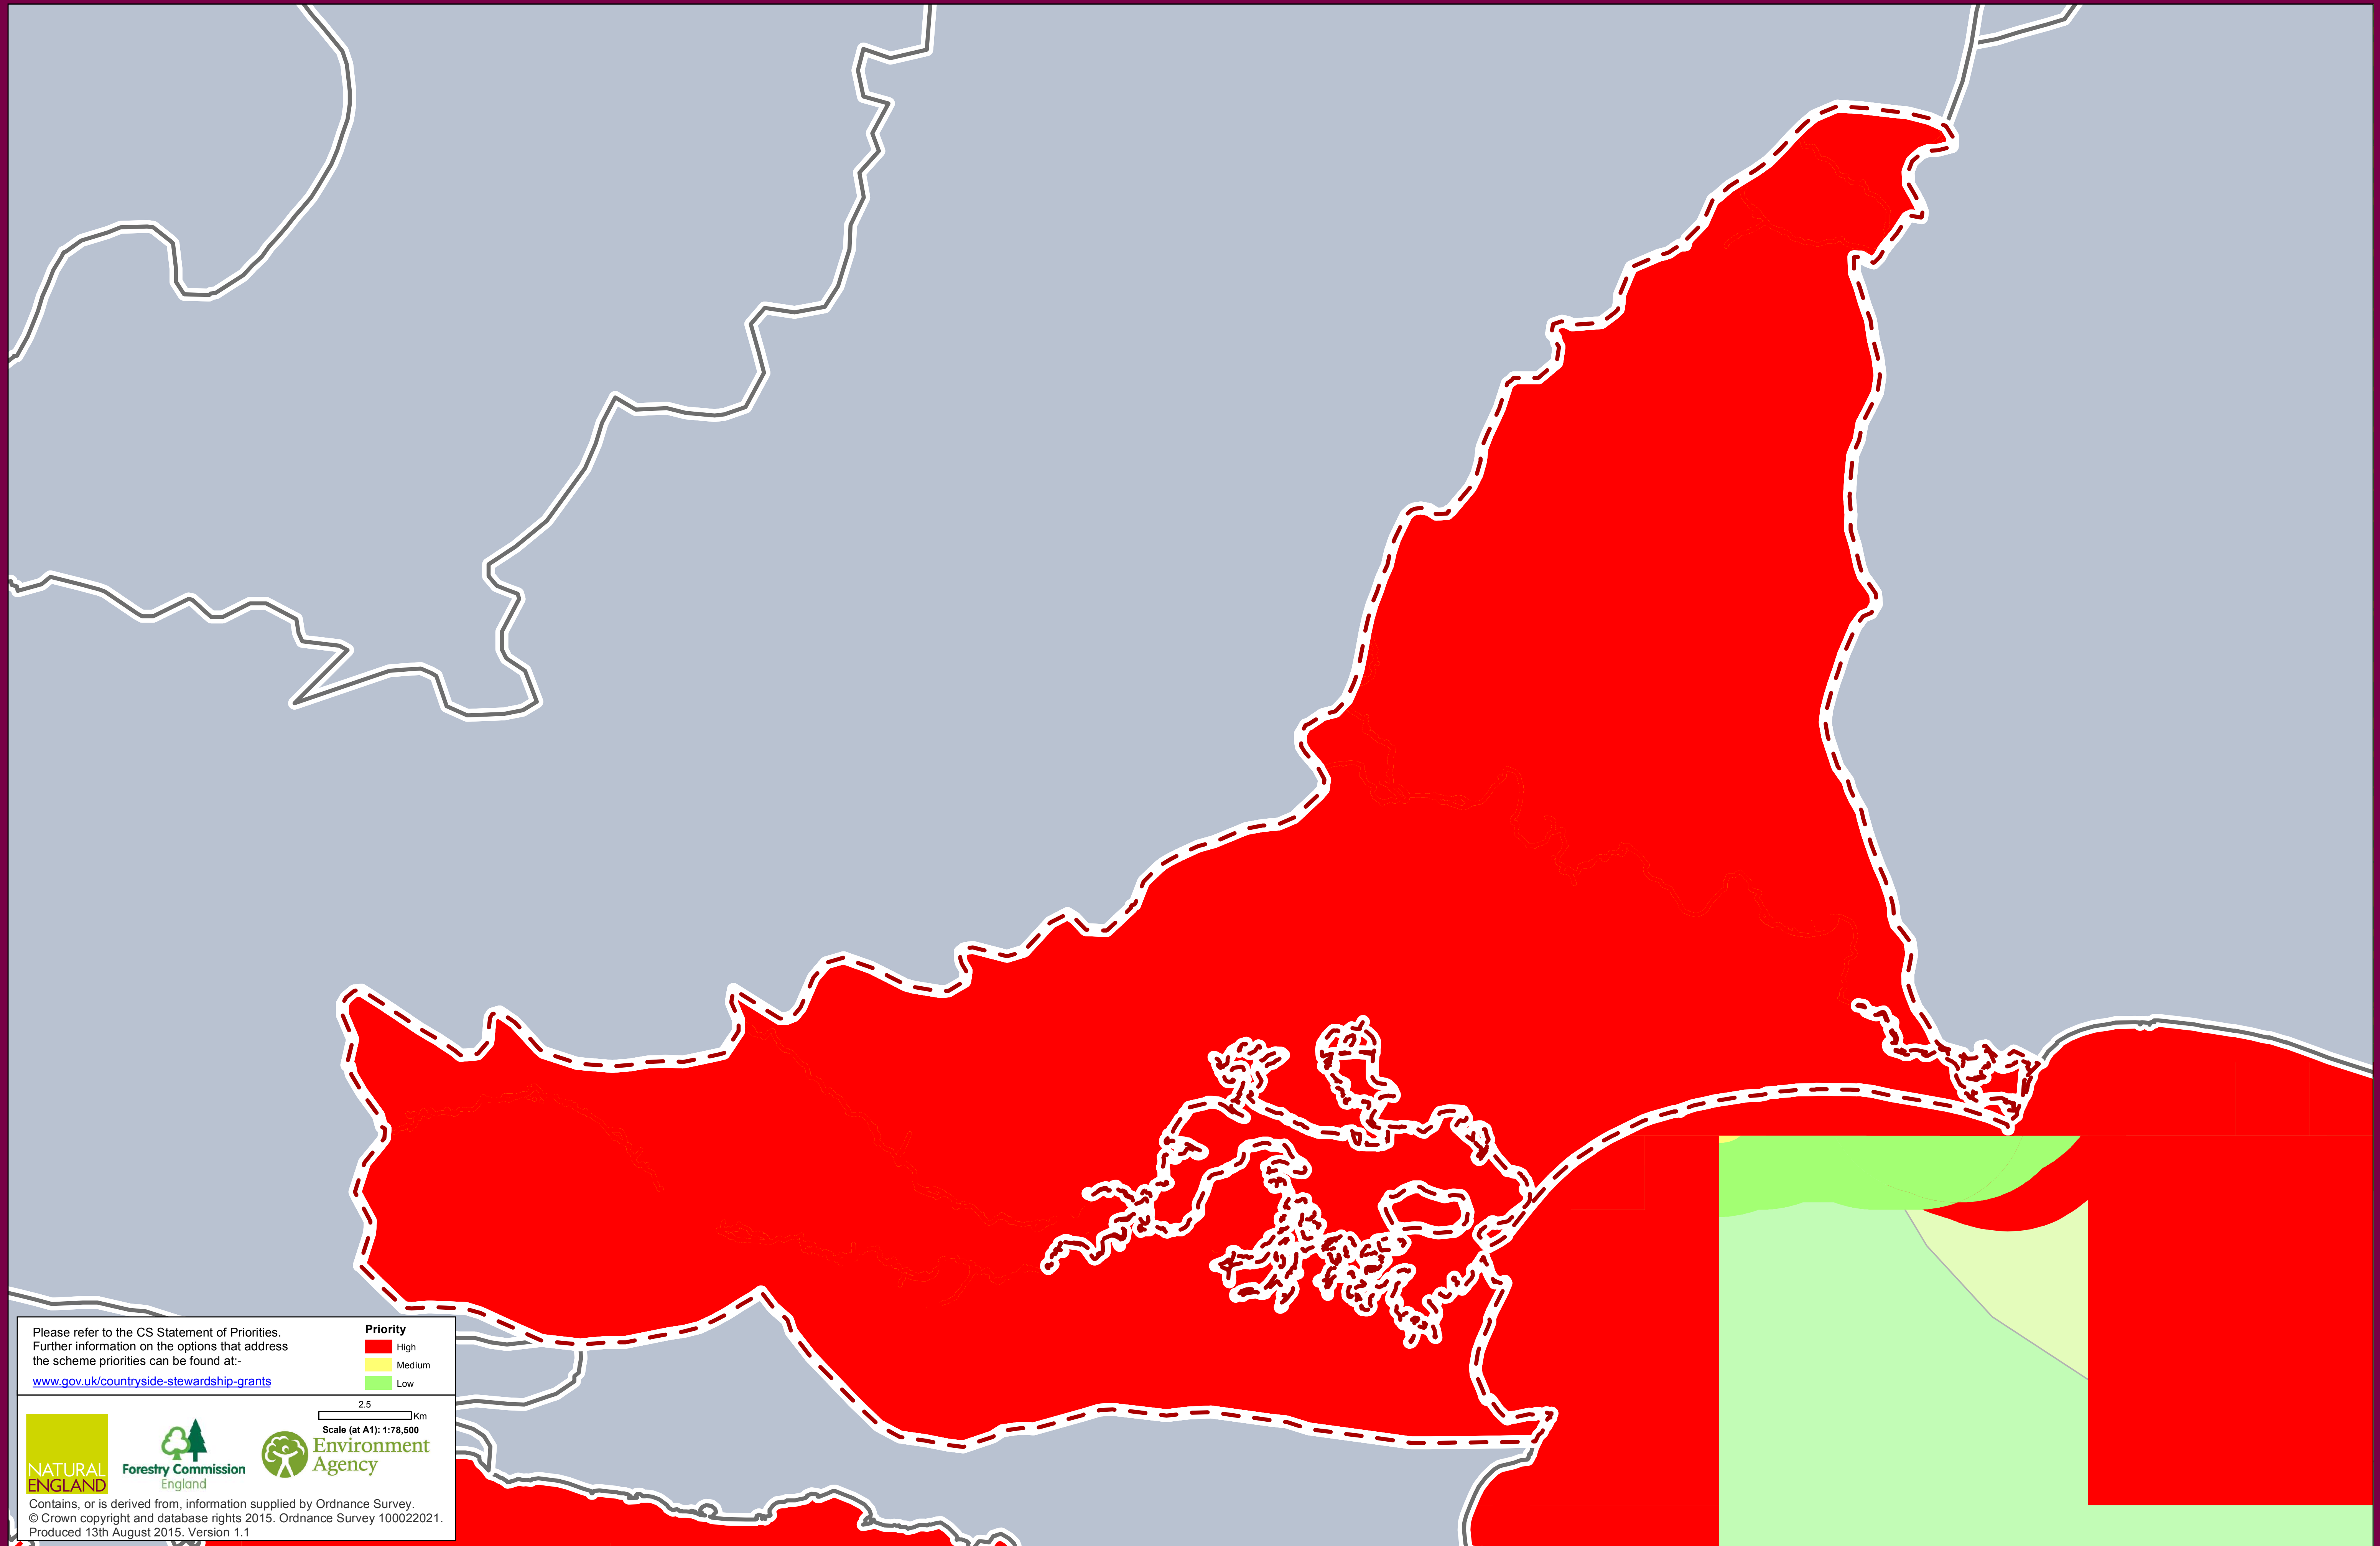 Please refer to the CS Statement of Priorities.
Further information on the options that address
the scheme priorities can be found at:-
www.gov.uk/countryside-stewardship-grants
Priority
High
Medium
Low
2.5
Km
Scale (at A1): 1:78,500
NATURAL
ENGLAND
Forestry Commission
England
Environment
Agency
Contains, or is derived from, information supplied by Ordnance Survey.
© Crown copyright and database rights 2015. Ordnance Survey 100022021.
Produced 13th August 2015. Version 1.1